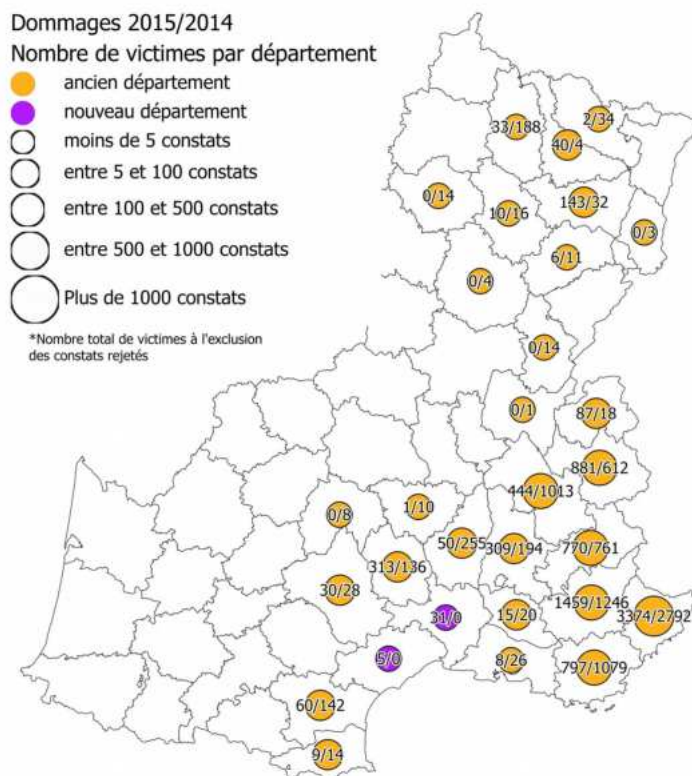 Dommages 2015/2014
Nombre de victimes par département
ancien département
nouveau département
moins de 5 constats
entre 5 et 100 constats
entre 100 et 500 constats
entre 500 et 1000 constats
Plus de 1000 constats
*Nombre total de victimes à l'exclusion
des constats rejetés
2/34
33/188
40/4
0/14
143/32
10/16
0/3
6/11
0/4
0/14
0/1
87/18
881/612
444/1013
1/10
0/8
50/255
309/194
770/761
313/136
30/28
1459/1246
3374/2792
31/0
15/20
5/0
8/26
797/1079
60/142
9/14